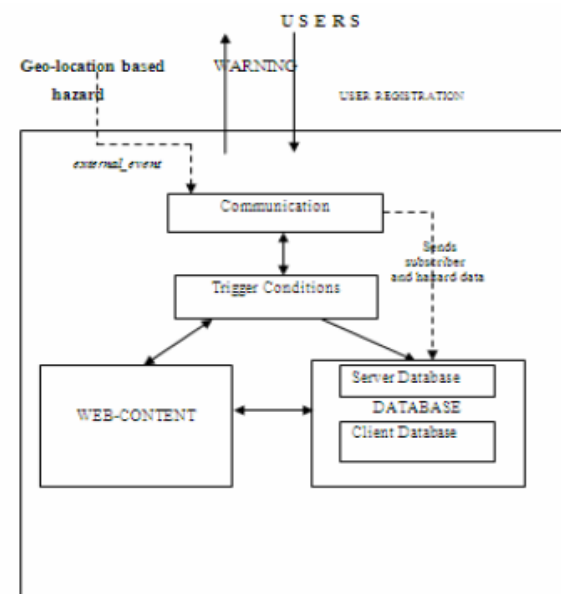 USERS
Geo-location based
hazard
WARNING
USER REGISTRATION
external_event
Communication
Sends
subscriber
and hazard data
Trigger Conditions
Server Database
WEB-CONTENT
DATABASE
Client Database